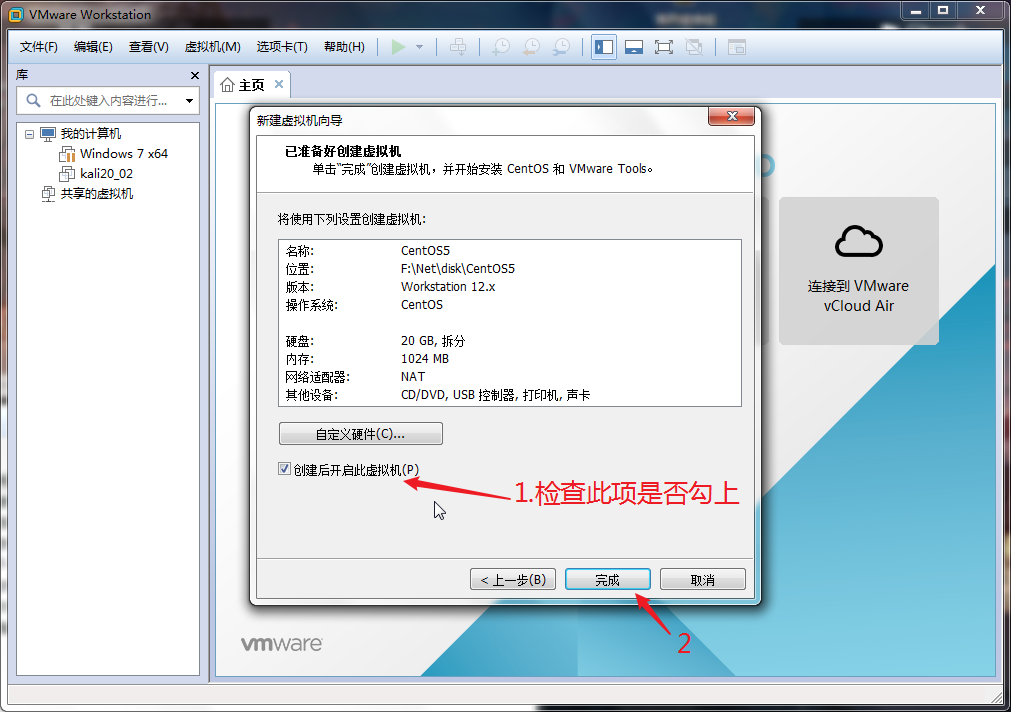 VMware Workstation
文件(F) 编辑(E) 查看(V) 虚拟机(M) 选项卡(T) 帮助(H)
库
在此处键入内容进行...
我的计算机
Windows 7 x64
kali20_02
共享的虚拟机
主页
新建虚拟机向导
已准备好创建虚拟机
单击“完成”创建虚拟机，并开始安装 CentOS 和 VMware Tools。
将使用下列设置创建虚拟机:
名称: CentOS5
位置: F:\Net\disk\CentOS5
版本: Workstation 12.x
操作系统: CentOS
硬盘: 20 GB, 拆分
内存: 1024 MB
网络适配器: NAT
其他设备: CD/DVD, USB 控制器, 打印机, 声卡
自定义硬件(C)...
创建后开启此虚拟机(P)
1.检查此项是否勾上
< 上一步(B) 完成 取消
2
连接到 VMware
vCloud Air
vmware